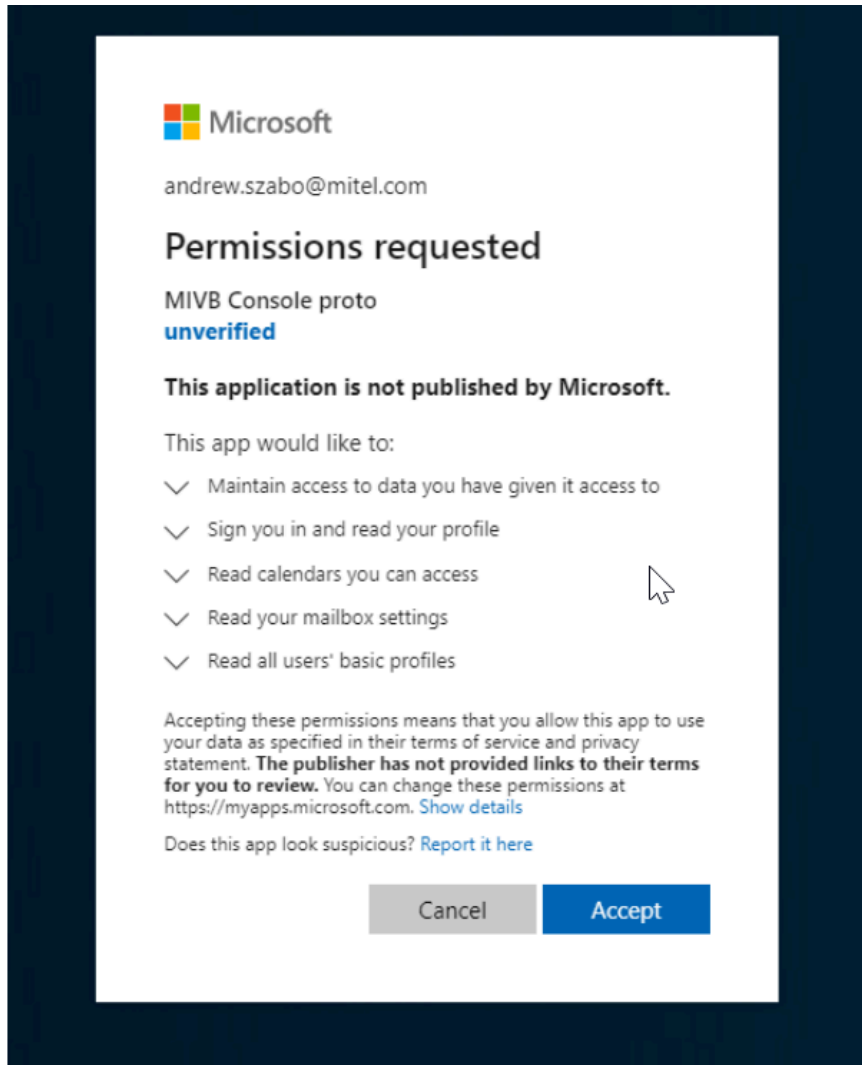 Microsoft
andrew.szabo@mitel.com
Permissions requested
MIVB Console proto
unverified
This application is not published by Microsoft.
This app would like to:
Maintain access to data you have given it access to
Sign you in and read your profile
Read calendars you can access
Read your mailbox settings
Read all users' basic profiles
Accepting these permissions means that you allow this app to use
your data as specified in their terms of service and privacy
statement. The publisher has not provided links to their terms
for you to review. You can change these permissions at
https://myapps.microsoft.com. Show details
Does this app look suspicious? Report it here
Cancel Accept